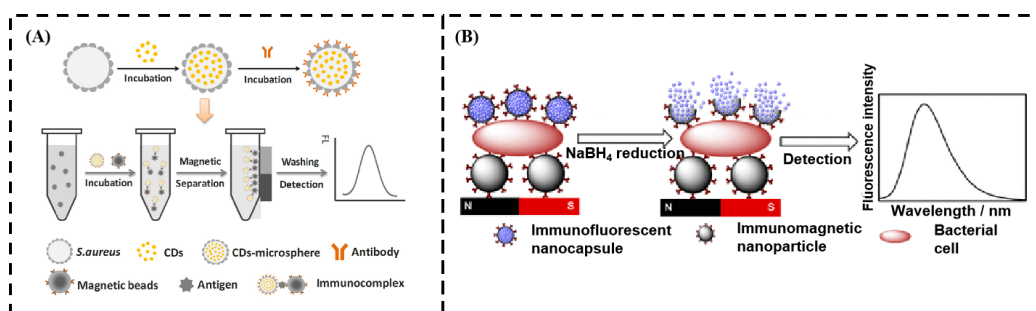 (A)
Incubation
Incubation
Incubation
Magnetic
Separation
Washing
Detection
FL
S.aureus
CDs
CDs-microsphere
Antibody
Magnetic beads
Antigen
Immunocomplex
(B)
NaBH4 reduction
Detection
N
S
N
S
Fluorescence intensity
Wavelength / nm
Immunofluorescent
nanocapsule
Immunomagnetic
nanoparticle
Bacterial
cell